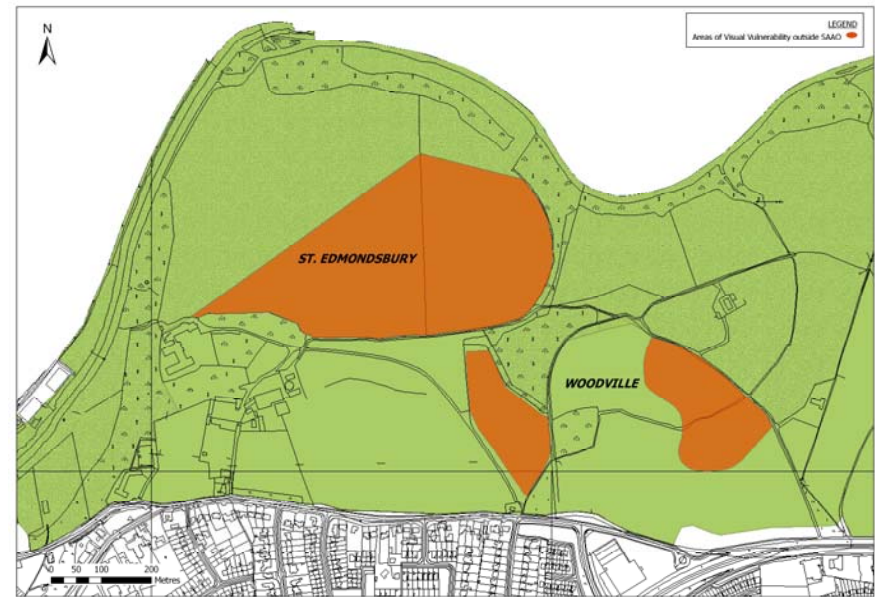 N
LEGEND
Areas of Visual Vulnerability outside SAAO
ST. EDMONDSBURY
WOODVILLE
0 50 100 200
Metres